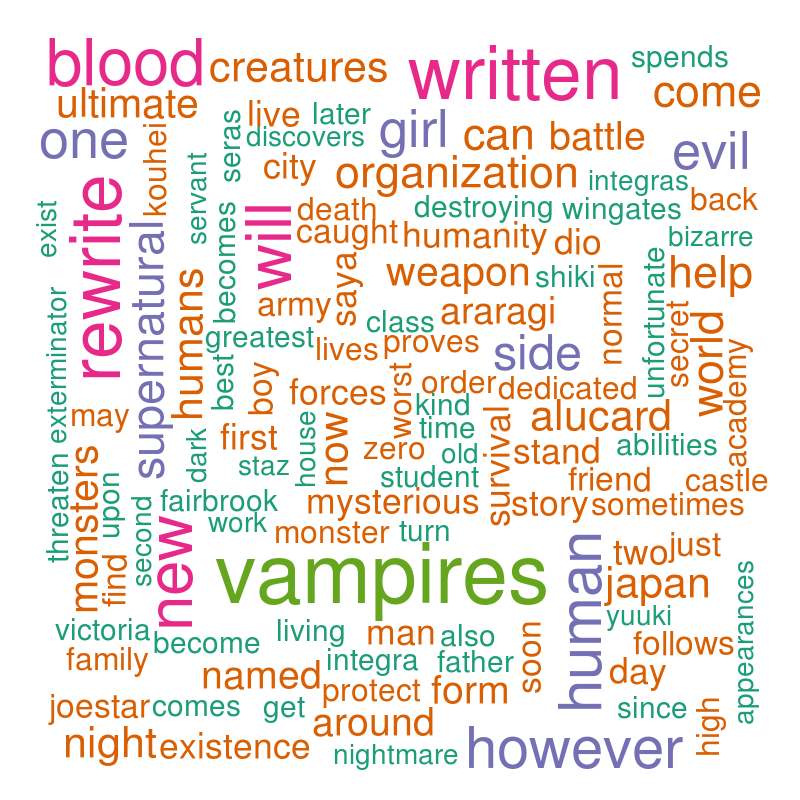 blood
creatures
written
spends
ultimate
come
one
kouhei
seras
live
later
discovers
girl
can
battle
evil
city
organization
integras
exist
rewrite
supernatural
servant
will
death
destroying
wingates
back
caught
humanity
dio
bizarre
becomes
humans
saya
weapon
shiki
normal
unfortunate
help
army
araragi
secret
world
exterminator
greatest
class
lives
proves
side
best
boy
forces
worst
order
dedicated
academy
may
kind
alucard
first
now
zero
time
survival
stand
abilities
dark
house
old
monsters
threaten
upon
staz
student
friend
castle
second
fairbrook
mysterious
story
sometimes
find
new
work
monster
turn
vampires
human
two
just
japan
yuuki
appearances
victoria
become
living
man
also
soon
follows
family
integra
father
day
named
protect
form
joestar
comes
get
since
high
night
existence
around
nightmare
however